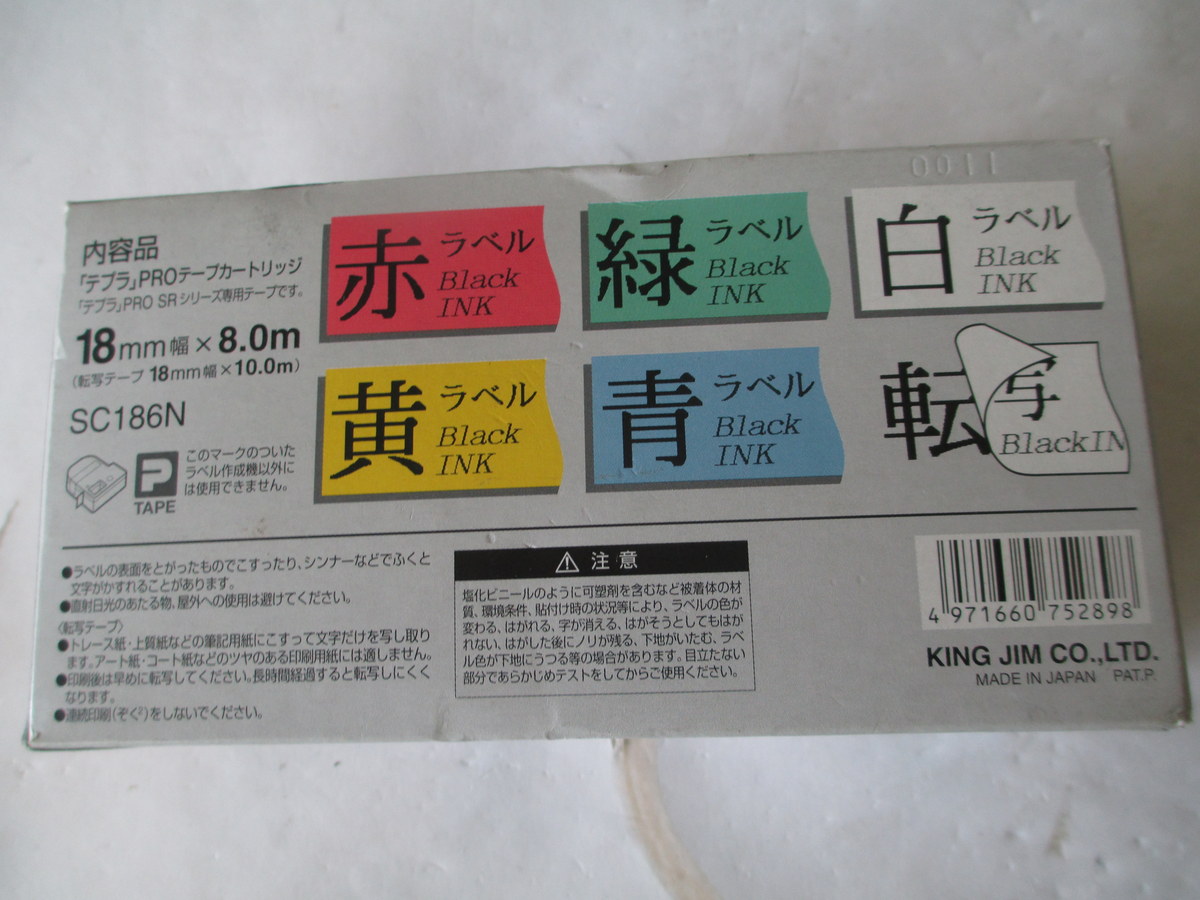 0011
内容品
「テプラ」PROテープカートリッジ
「テプラ」PRO SRシリーズ専用テープです。
18mm幅×8.0m
(転写テープ 18mm幅×10.0m)
SC186N
P
TAPE
このマークのついた
ラベル作成機以外に
は使用できません。
赤 ラベル
Black
INK
緑 ラベル
Black
INK
白 ラベル
Black
INK
黄 ラベル
Black
INK
青 ラベル
Black
INK
転写
BlackIN
●ラベルの表面をとがったものでこすったり、シンナーなどでふくと
文字がかすれることがあります。
●直射日光のあたる物、屋外への使用は避けてください。
〈転写テープ〉
●トレース紙・上質紙などの筆記用紙にこすって文字だけを写し取り
ます。アート紙・コート紙などのツヤのある印刷用紙には適しません。
●印刷後は早めに転写してください。長時間経過すると転写しにくく
なります。
●連続印刷(ぞく²)をしないでください。
⚠ 注意
塩化ビニールのように可塑剤を含むなど被着体の材
質、環境条件、貼付け時の状況等により、ラベルの色が
変わる、はがれる、字が消える、はがそうとしてもはが
れない、はがした後にノリが残る、下地がいたむ、ラベ
ル色が下地にうつる等の場合があります。目立たない
部分であらかじめテストをしてからご使用ください。
4 971660 752898
KING JIM CO.,LTD.
MADE IN JAPAN PAT.P.